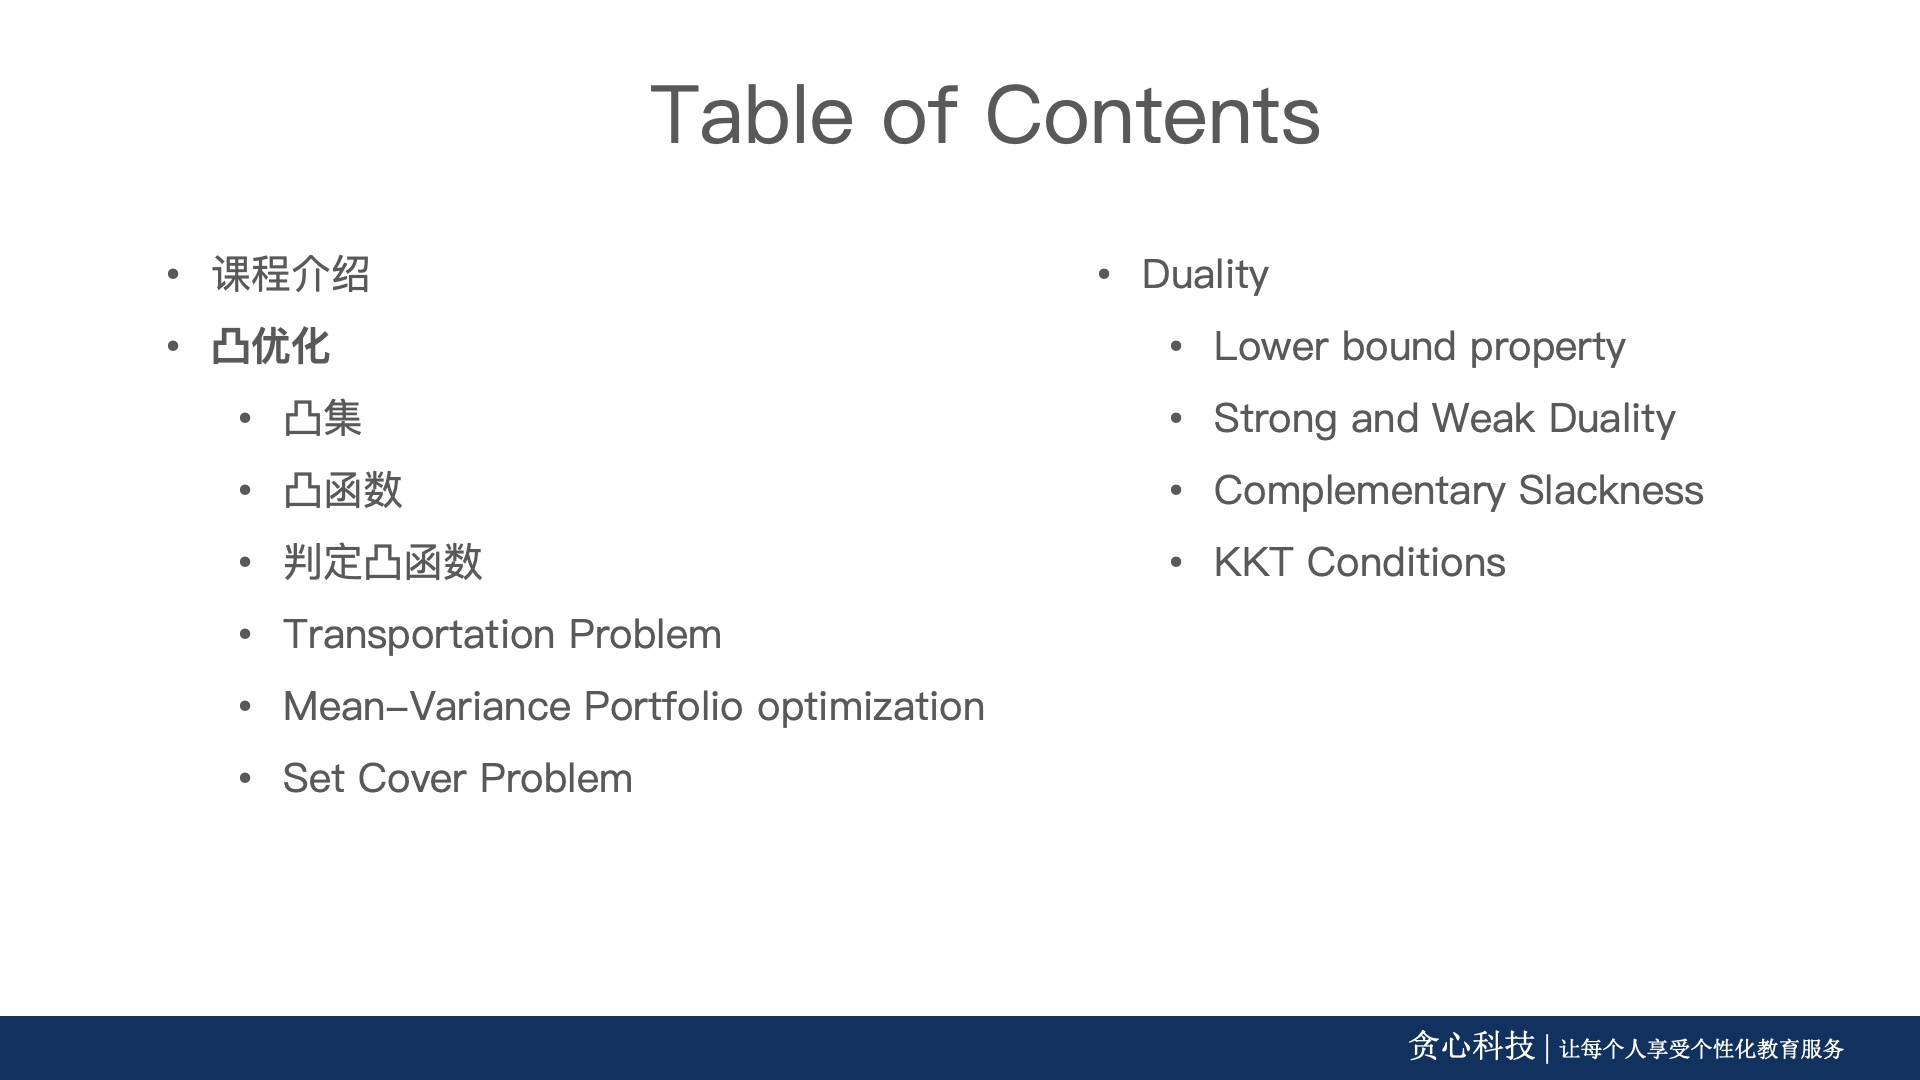 Table of Contents
• 课程介绍
• 凸优化
• 凸集
• 凸函数
• 判定凸函数
• Transportation Problem
• Mean-Variance Portfolio optimization
• Set Cover Problem
• Duality
• Lower bound property
• Strong and Weak Duality
• Complementary Slackness
• KKT Conditions
贪心科技 | 让每个人享受个性化教育服务